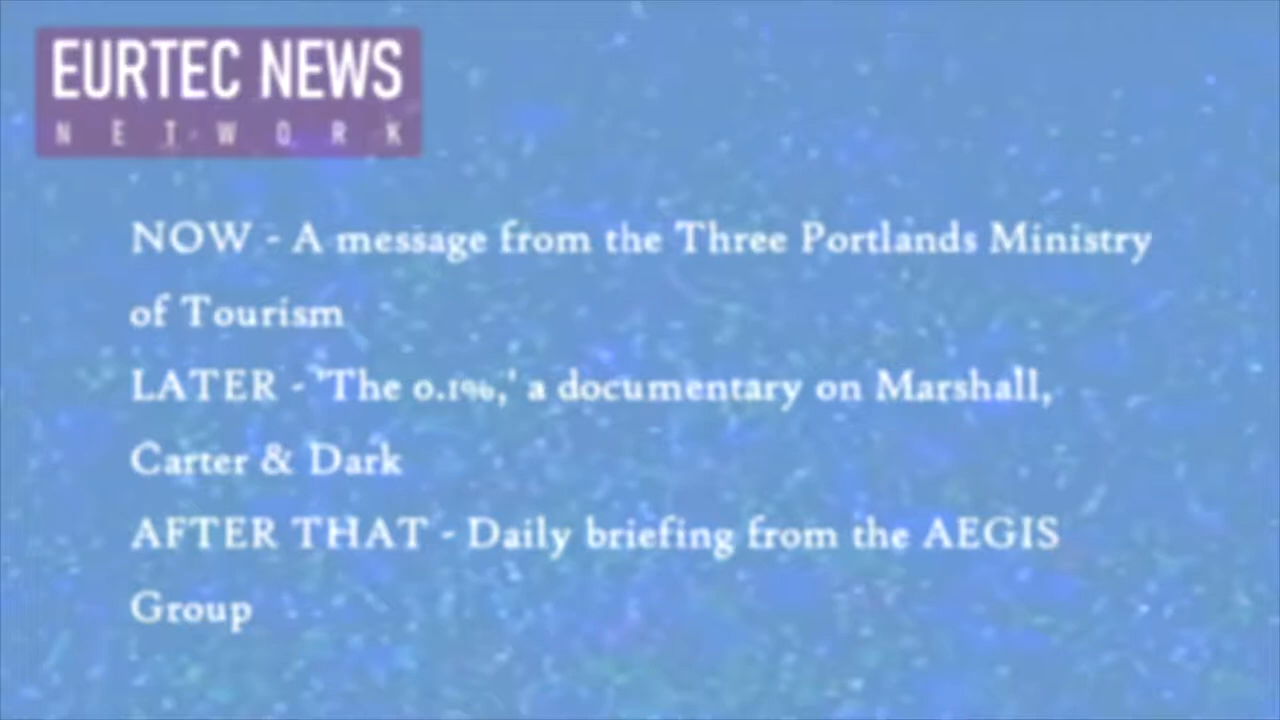 EURTEC NEWS
NETWORK
NOW - A message from the Three Portlands Ministry
of Tourism
LATER - 'The 0.1%,' a documentary on Marshall,
Carter & Dark
AFTER THAT - Daily briefing from the AEGIS
Group